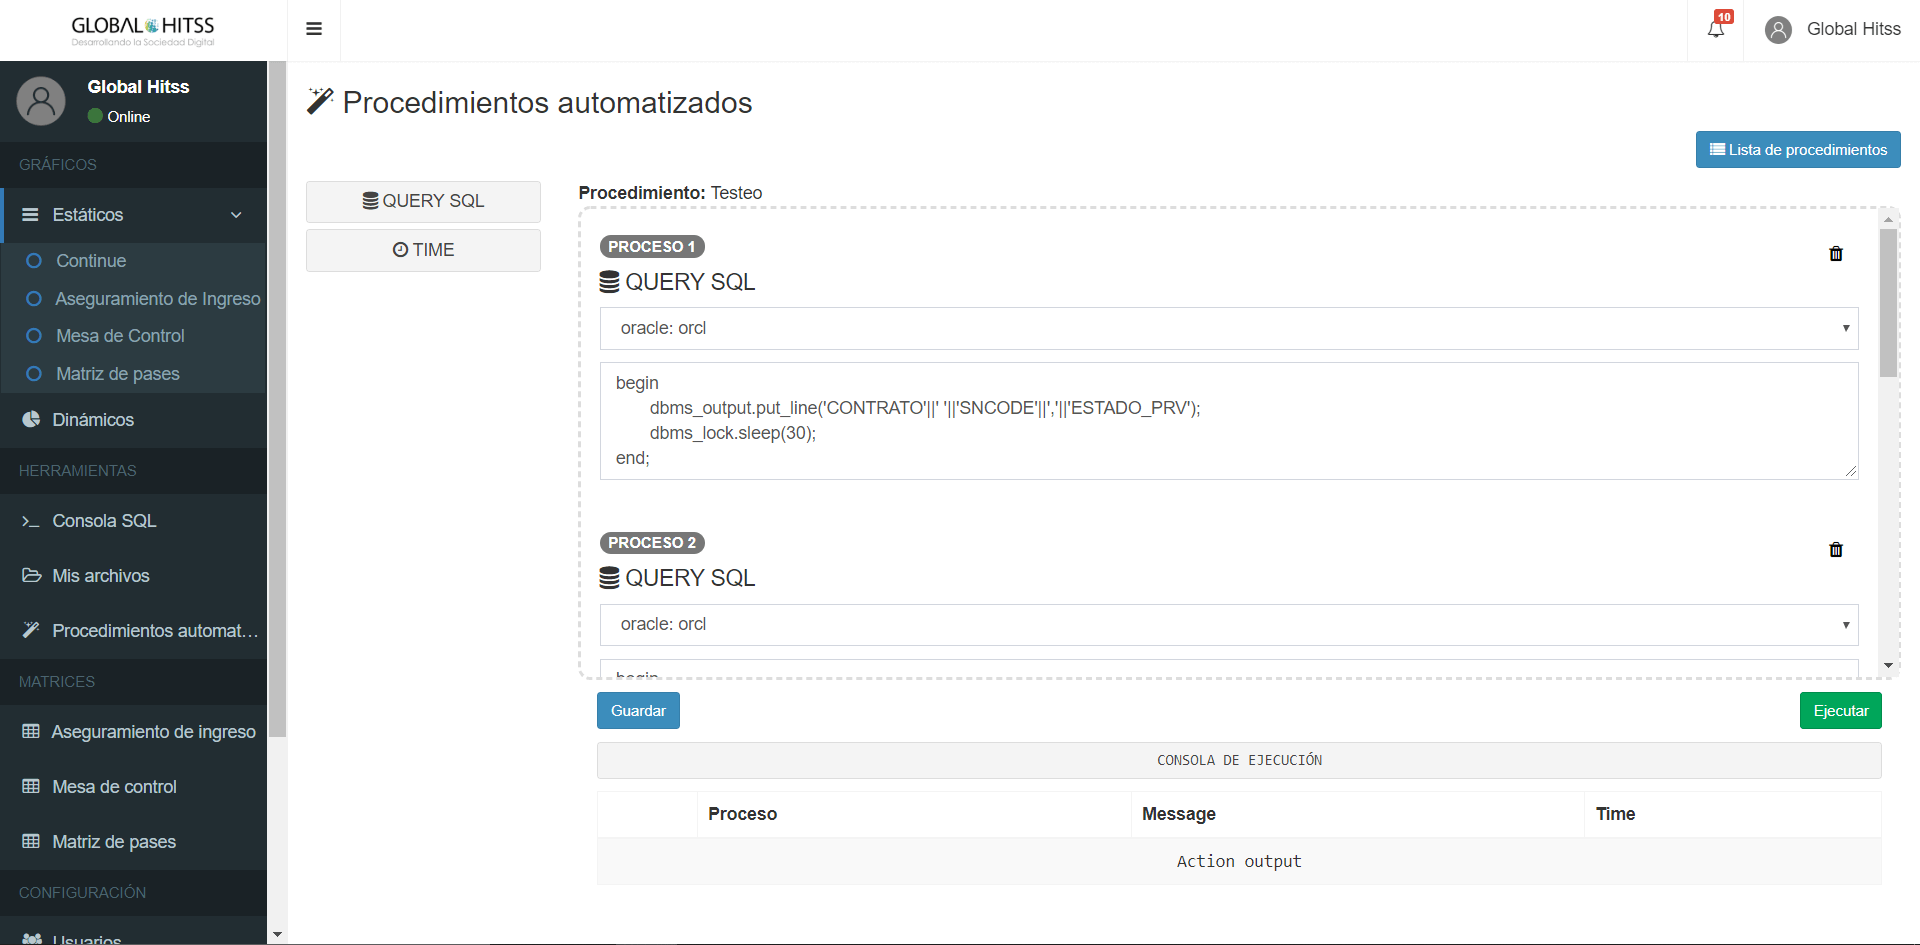 GLOBAL HITSS
Desarrollando la Sociedad Digital
10
Global Hitss
Global Hitss
Online
GRÁFICOS
Estáticos
Continue
Aseguramiento de Ingreso
Mesa de Control
Matriz de pases
Dinámicos
HERRAMIENTAS
Consola SQL
Mis archivos
Procedimientos automat...
MATRICES
Aseguramiento de ingreso
Mesa de control
Matriz de pases
CONFIGURACIÓN
Usuarios
Procedimientos automatizados
Lista de procedimientos
QUERY SQL
TIME
Procedimiento: Testeo
PROCESO 1
QUERY SQL
oracle: orcl
begin
dbms_output.put_line('CONTRATO'||' '||'SNCODE'||','||'ESTADO_PRV');
dbms_lock.sleep(30);
end;
PROCESO 2
QUERY SQL
oracle: orcl
begin
Guardar
Ejecutar
CONSOLA DE EJECUCIÓN
Proceso Message Time
Action output